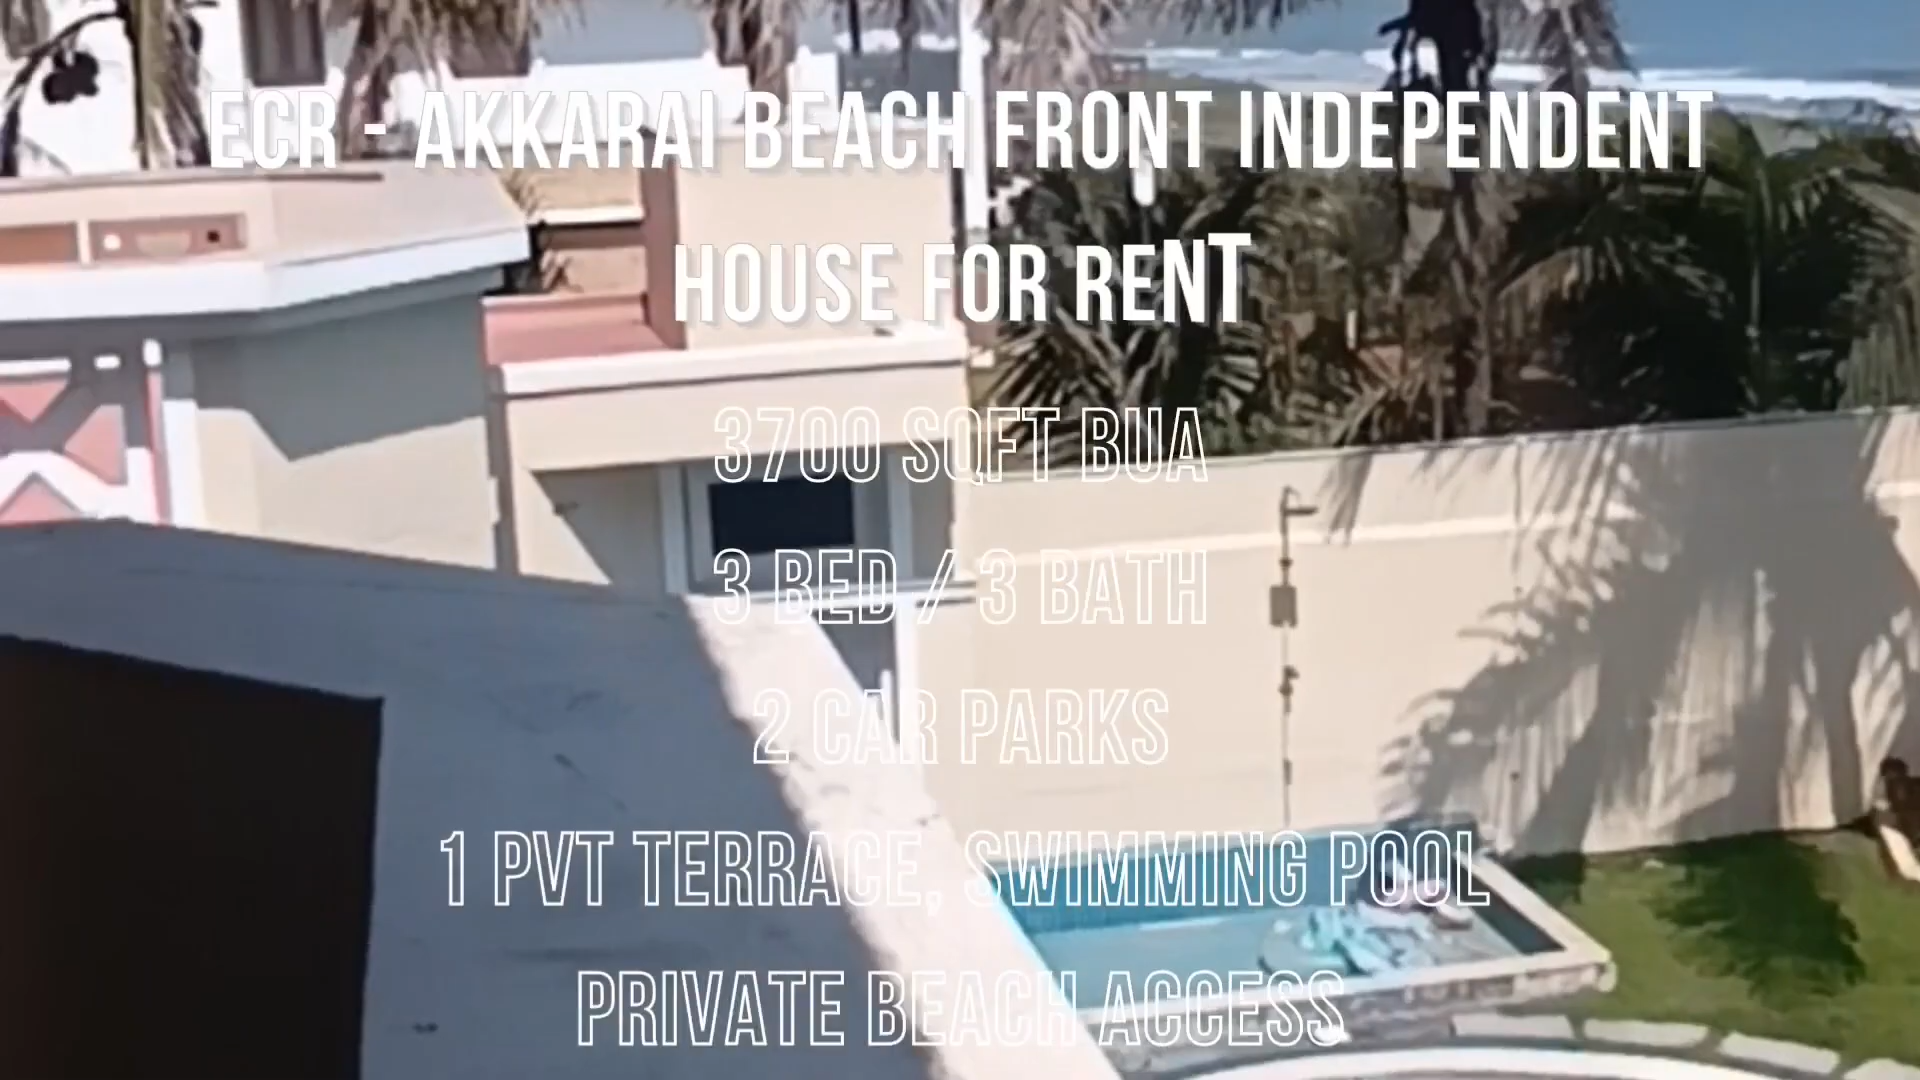 ECR - AKKARAI BEACH FRONT INDEPENDENT
HOUSE FOR RENT
3700 SQFT BUA
3 BED / 3 BATH
2 CAR PARKS
1 PVT TERRACE, SWIMMING POOL
PRIVATE BEACH ACCESS